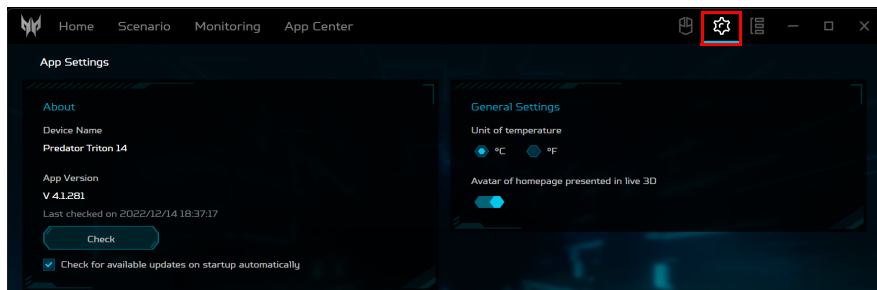 Home Scenario Monitoring App Center
App Settings
About
Device Name
Predator Triton 14
App Version
V 4.1.281
Last checked on 2022/12/14 18:37:17
Check
Check for available updates on startup automatically
General Settings
Unit of temperature
°C °F
Avatar of homepage presented in live 3D